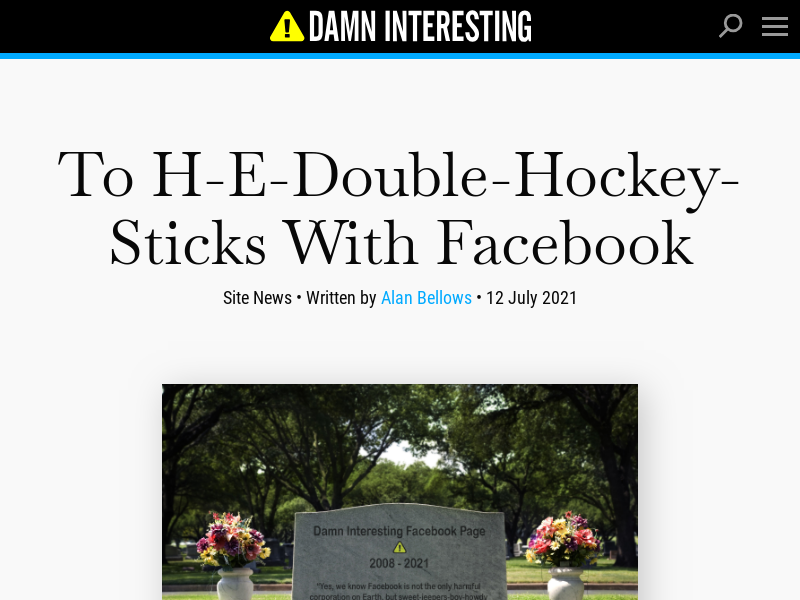 DAMN INTERESTING
To H-E-Double-Hockey-
Sticks With Facebook
Site News • Written by Alan Bellows • 12 July 2021
Damn Interesting Facebook Page
2008 - 2021
"Yes, we know Facebook is not the only harmful
corporation on Earth, but sweet-jeepers-boy-howdy